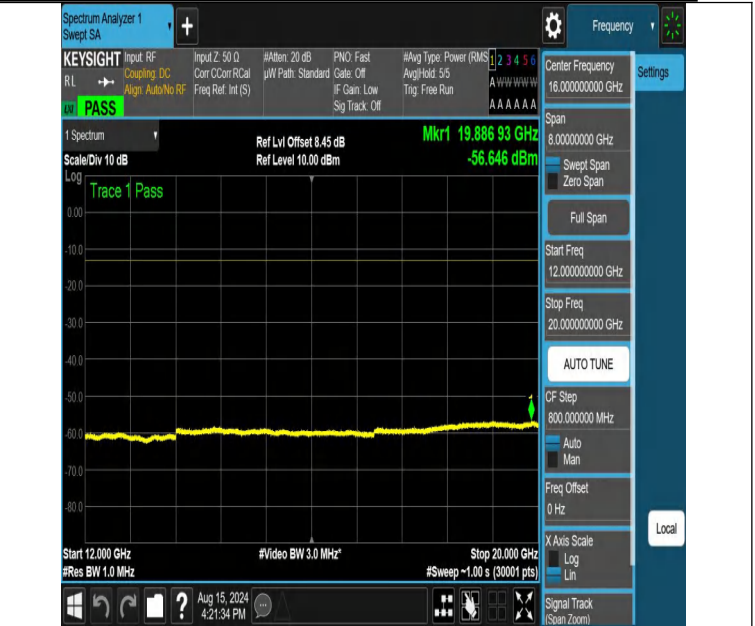 Spectrum Analyzer 1
Swept SA
+
Frequency
KEYSIGHT
RL
PASS
Input: RF
Coupling: DC
Align: Auto/No RF
Input Z: 50 Ω
Corr CCorr RCal
Freq Ref: Int (S)
#Atten: 20 dB
µW Path: Standard
PNO: Fast
Gate: Off
IF Gain: Low
Sig Track: Off
#Avg Type: Power (RMS
Avg|Hold: 5/5
Trig: Free Run
1 2 3 4 5 6
A W W W W W
A A A A A A
1 Spectrum
Scale/Div 10 dB
Ref Lvl Offset 8.45 dB
Ref Level 10.00 dBm
Mkr1 19.886 93 GHz
-56.646 dBm
Log
Trace 1 Pass
0.00
-10.0
-20.0
-30.0
-40.0
-50.0
-60.0
-70.0
-80.0
1
Start 12.000 GHz
#Res BW 1.0 MHz
#Video BW 3.0 MHz*
Stop 20.000 GHz
#Sweep ~1.00 s (30001 pts)
?
Aug 15, 2024
4:21:34 PM
Center Frequency
16.000000000 GHz
Settings
Span
8.00000000 GHz
Swept Span
Zero Span
Full Span
Start Freq
12.000000000 GHz
Stop Freq
20.000000000 GHz
AUTO TUNE
CF Step
800.000000 MHz
Auto
Man
Freq Offset
0 Hz
X Axis Scale
Log
Lin
Local
Signal Track
(Span Zoom)